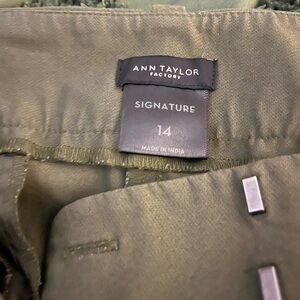 ANN TAYLOR
FACTORY
SIGNATURE
14
MADE IN INDIA